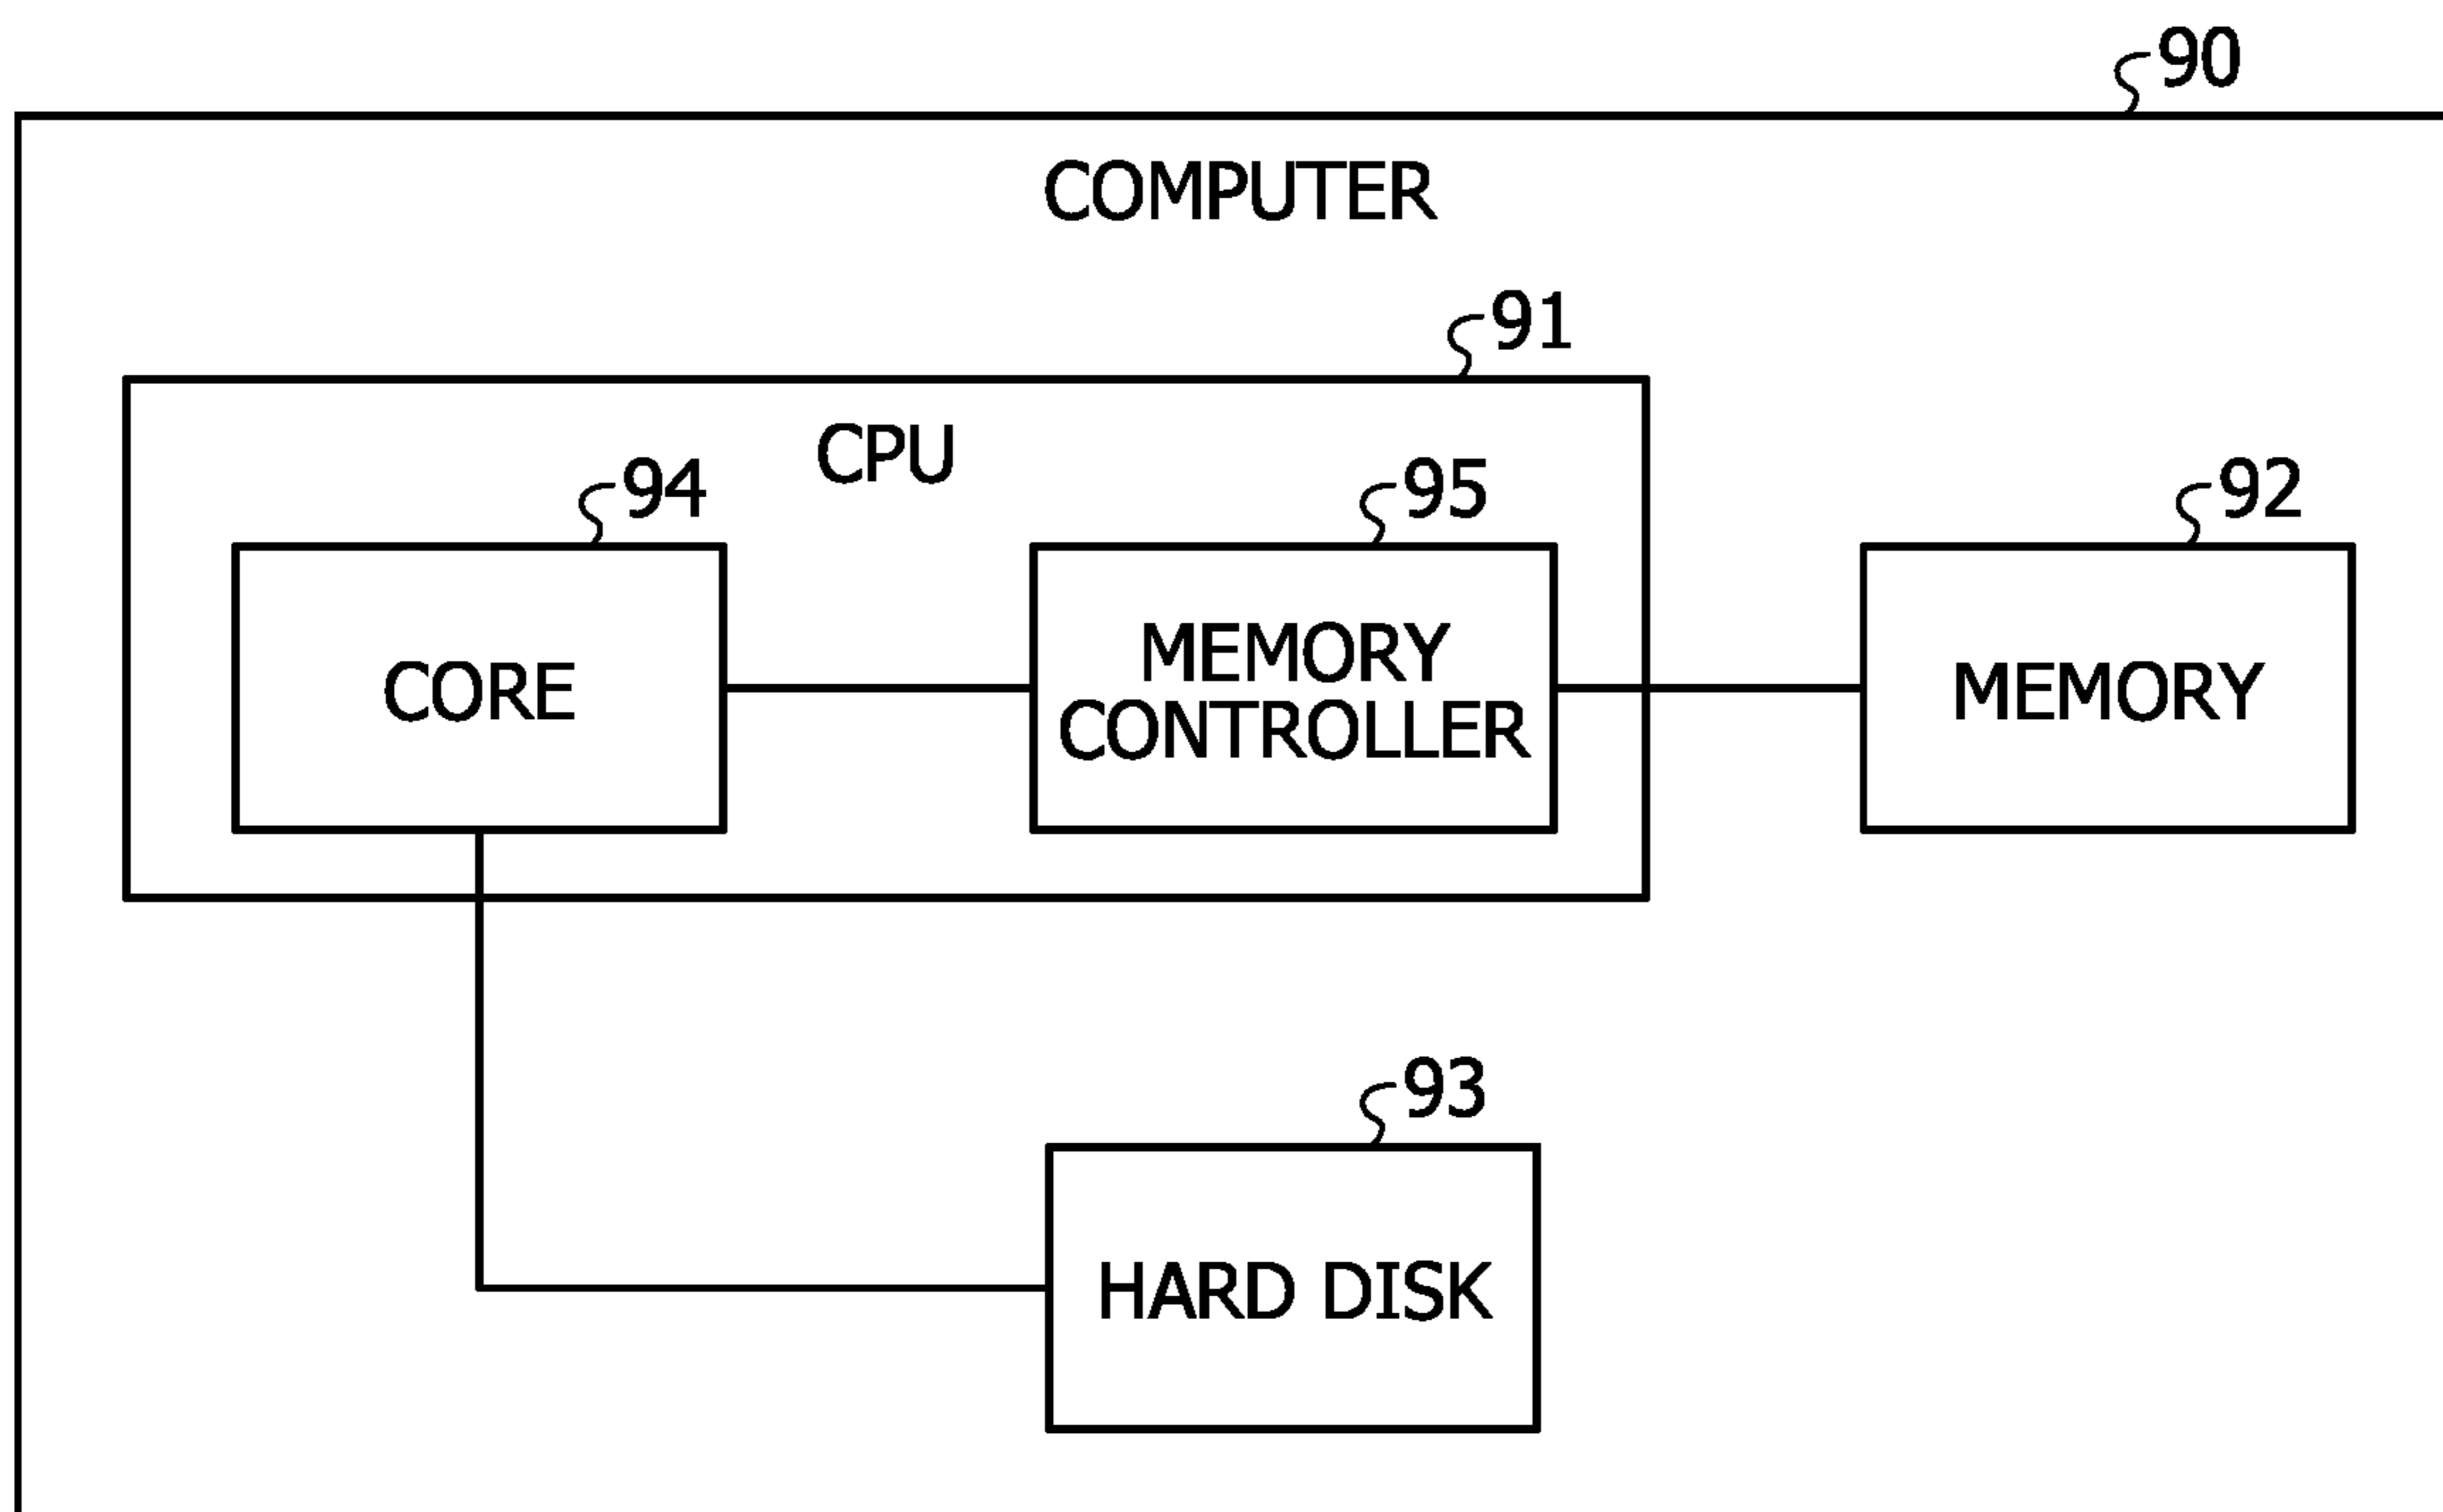 90
COMPUTER
91
CPU
94
95
92
CORE
MEMORY
CONTROLLER
MEMORY
93
HARD DISK